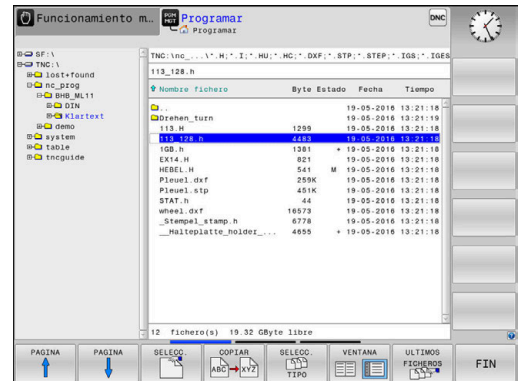 Funcionamiento m...
PGM MGT Programar
Programar
DNC
SF:\
TNC:\
lost+found
nc_prog
BHB_ML11
DIN
Klartext
demo
system
table
tncguide
TNC:\nc_...\*.H;*.I;*.HU;*.HC;*.DXF;*.STP;*.STEP;*.IGS;*.IGES
113_128.h
Nombre fichero Byte Estado Fecha Tiempo
.. 19-05-2016 13:21:18
Drehen_turn 19-05-2016 13:21:19
113.H 1299 19-05-2016 13:21:18
113_128.h 4483 19-05-2016 13:21:18
1GB.h 1381 + 19-05-2016 13:21:18
EX14.H 821 19-05-2016 13:21:18
HEBEL.H 541 M 19-05-2016 13:21:18
Pleuel.dxf 259K 19-05-2016 13:21:18
Pleuel.stp 451K 19-05-2016 13:21:18
STAT.h 44 19-05-2016 13:21:18
wheel.dxf 16573 19-05-2016 13:21:18
_Stempel_stamp.h 6778 19-05-2016 13:21:18
__Halteplatte_holder_... 4655 + 19-05-2016 13:21:18
12 fichero(s) 19.32 GByte libre
PAGINA
PAGINA
SELECC.
COPIAR
ABC XYZ
SELECC.
TIPO
VENTANA
ULTIMOS
FICHEROS
FIN